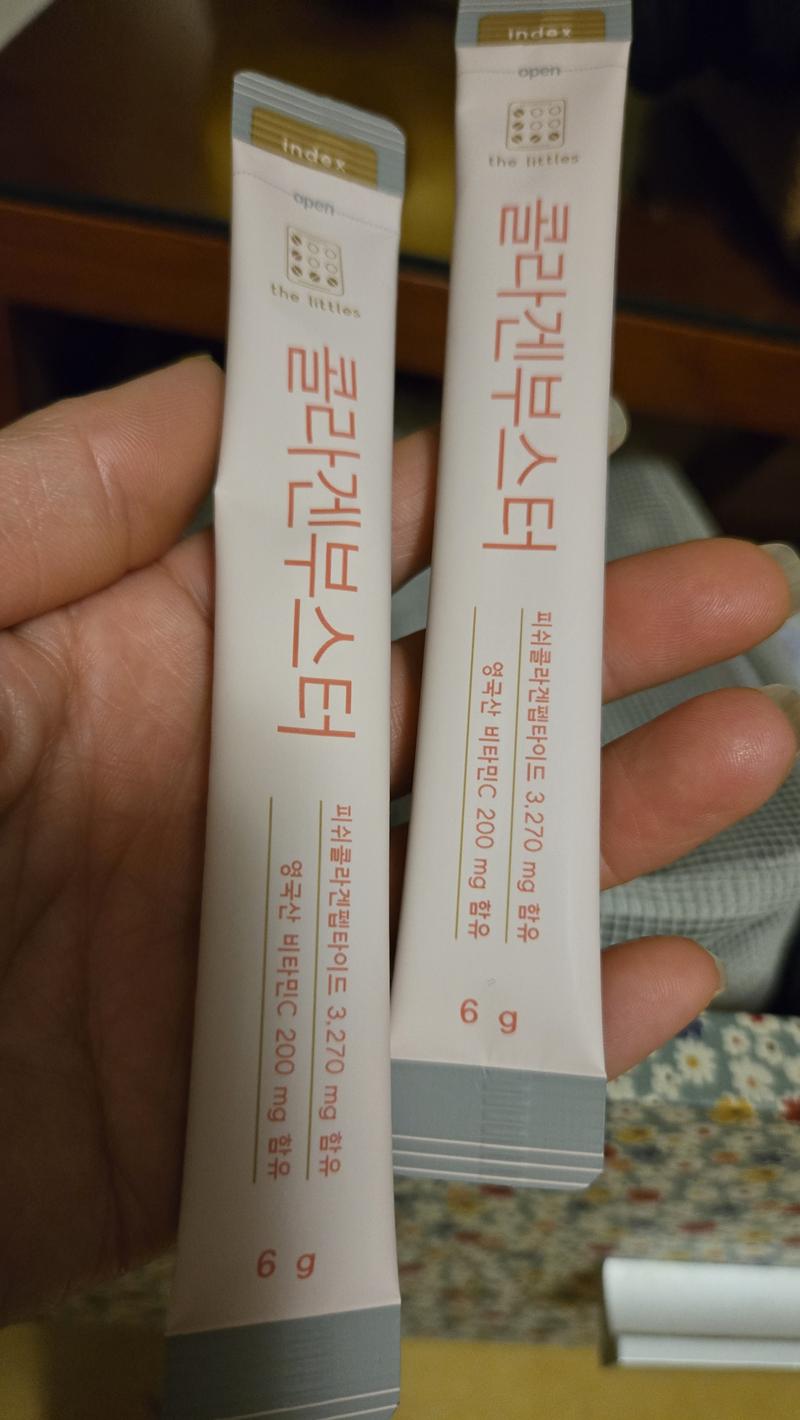 index
open
the littles
콜라겐부스터
피쉬콜라겐펩타이드 3,270 mg 함유
영국산 비타민C 200 mg 함유
6 g
index
open
the littles
콜라겐부스터
피쉬콜라겐펩타이드 3,270 mg 함유
영국산 비타민C 200 mg 함유
6 g